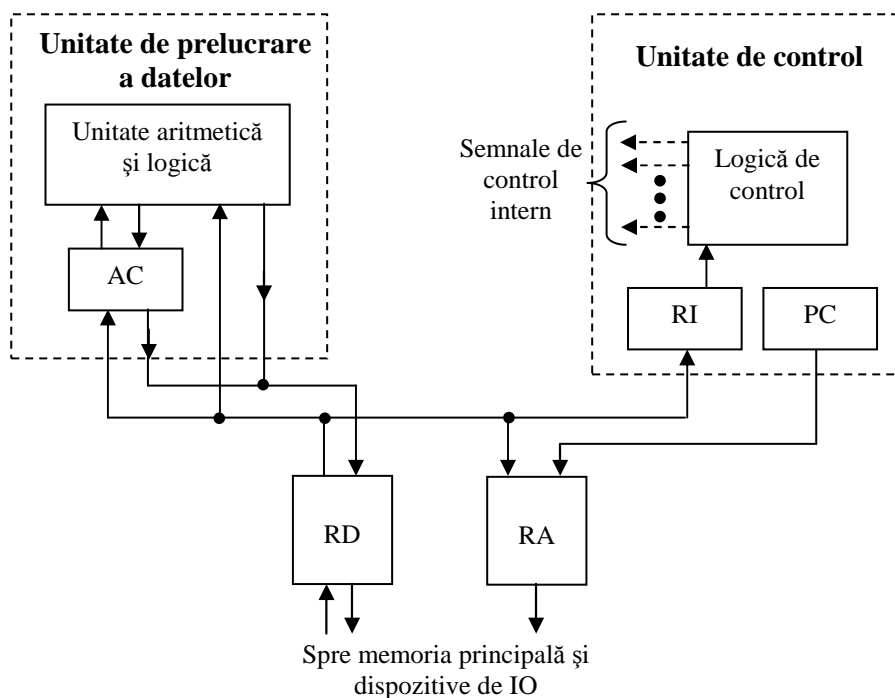 Unitate de prelucrare
a datelor
Unitate aritmetică
şi logică
AC
Unitate de control
Semnale de
control
intern
Logică de
control
RI
PC
RD
RA
Spre memoria principală şi
dispozitive de IO